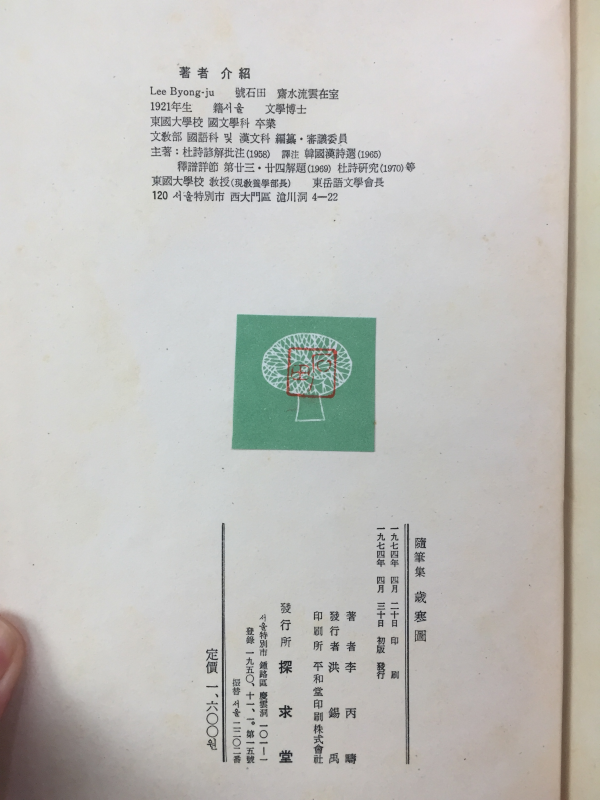 著者 介紹
Lee Byong-ju 號石田 齋水流雲在室
1921年生 籍서울 文學博士
東國大學校 國文學科 卒業
文敎部 國語科 및 漢文科 編纂·審議委員
主著: 杜詩諺解批注(1958) 譯注 韓國漢詩選(1965)
釋譜詳節 第廿三·廿四解題(1969) 杜詩硏究(1970) 等
東國大學校 敎授(現敎養學部長) 東岳語文學會長
120 서울特別市 西大門區 滄川洞 4—22
隨筆集 歲寒圖
一九七四年 四月 二十日 印刷
一九七四年 四月 三十日 初版 發行
著者 李丙疇
發行者 洪錫禹
印刷所 平和堂印刷株式會社
發行所 探求堂
서울特別市 鍾路區 慶雲洞 一〇一—一
登錄 一九五〇、十一、一。第一五號
振替 서울 一二〇二番
定價 一、六〇〇원